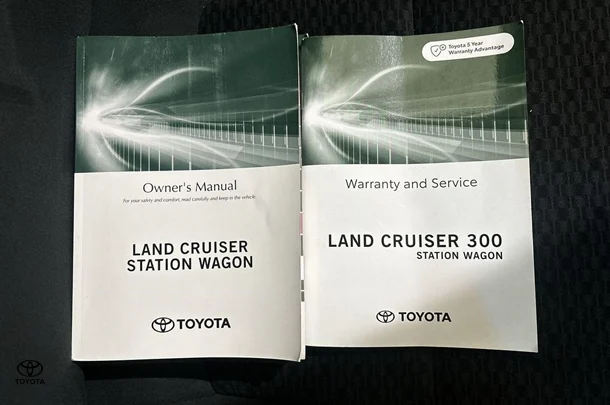 Owner's Manual
For your safety and comfort, read carefully and keep in the vehicle.
LAND CRUISER
STATION WAGON
TOYOTA
Toyota 5 Year
Warranty Advantage
Warranty and Service
LAND CRUISER 300
STATION WAGON
TOYOTA
TOYOTA